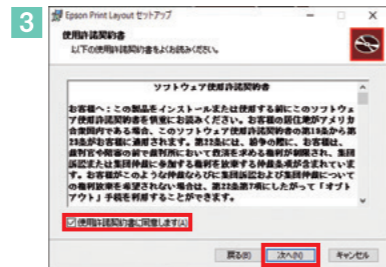 3
Epson Print Layout セットアップ
使用許諾契約書
以下の使用許諾契約書をよくお読みください。
ソフトウェア使用許諾契約書
お客様へ：この製品をインストールまたは使用する前にこのソフトウェ
ア使用許諾契約書を慎重にお読みください。お客様の居住地がアメリカ
合衆国内である場合、このソフトウェア使用許諾契約書の第19条から第
23条がお客様に適用されます。第22条には、争の際に、お客様は、
裁判官や陪審の前で裁判所において救済を求める権利が制限され、集団
訴訟または集団仲裁に参加する権利を放棄する仲裁条項が含まれていま
す。お客様がこのような仲裁ならびに集団訴訟および集団仲裁について
の権利放棄を希望されない場合は、第22条第7項にしたがって「オプト
アウト」手続を利用することができます。
使用許諾契約書に同意します(A)
戻る(B)
次へ(N)
キャンセル